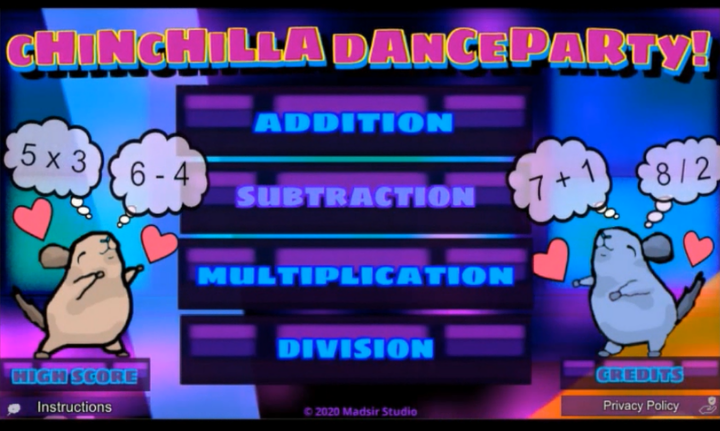 CHINCHILLA DANCEPARTY!
ADDITION
5 x 3
6 - 4
7 + 1
8 / 2
SUBTRACTION
MULTIPLICATION
DIVISION
HIGH SCORE
CREDITS
Instructions
© 2020 Madsir Studio
Privacy Policy